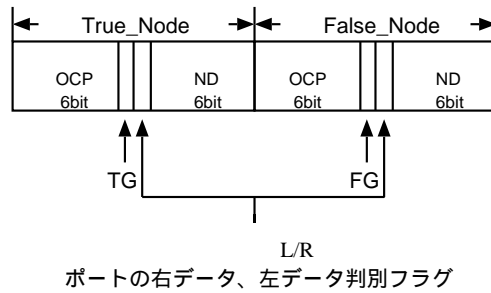 True_Node False_Node
OCP ND OCP ND
6bit 6bit 6bit 6bit
TG FG
L/R
ポートの右データ、左データ判別フラグ